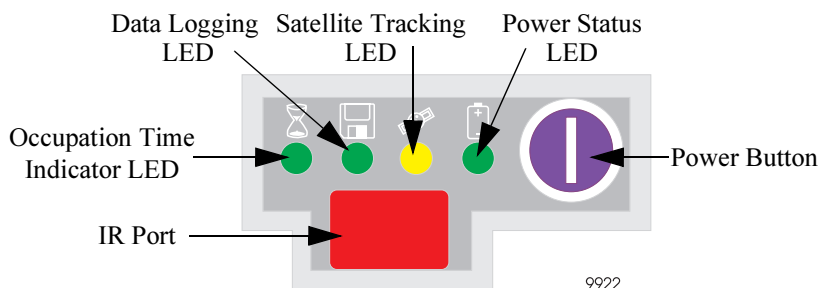 Data Logging
LED
Satellite Tracking
LED
Power Status
LED
Occupation Time
Indicator LED
Power Button
IR Port
9922